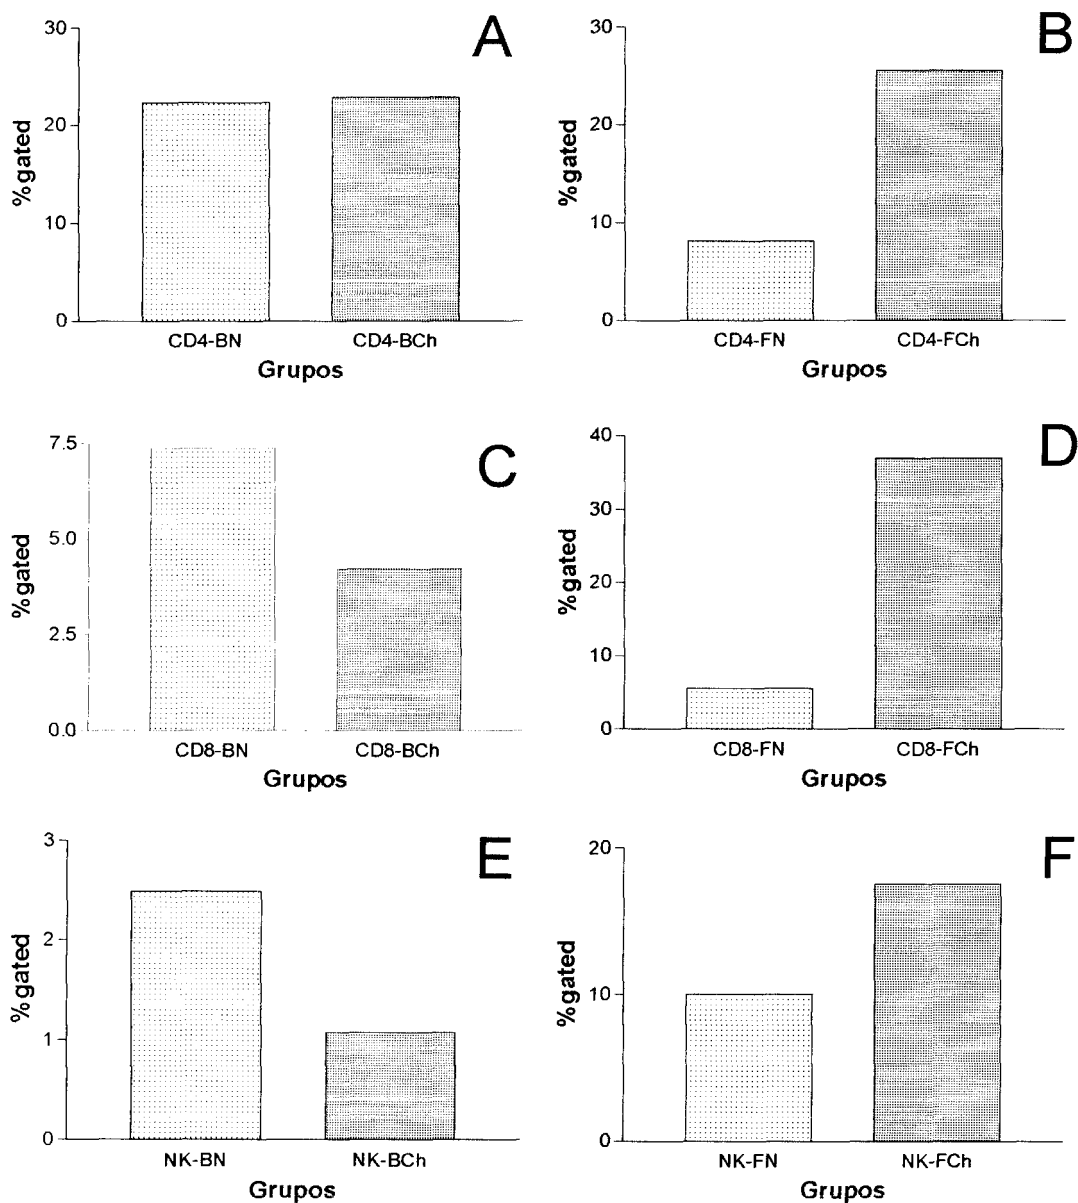 A
30
20
10
0
%gated
CD4-BN CD4-BCh
Grupos
B
30
20
10
0
%gated
CD4-FN CD4-FCh
Grupos
C
7.5
5.0
2.5
0.0
%gated
CD8-BN CD8-BCh
Grupos
D
40
30
20
10
0
%gated
CD8-FN CD8-FCh
Grupos
E
3
2
1
0
%gated
NK-BN NK-BCh
Grupos
F
20
10
0
%gated
NK-FN NK-FCh
Grupos